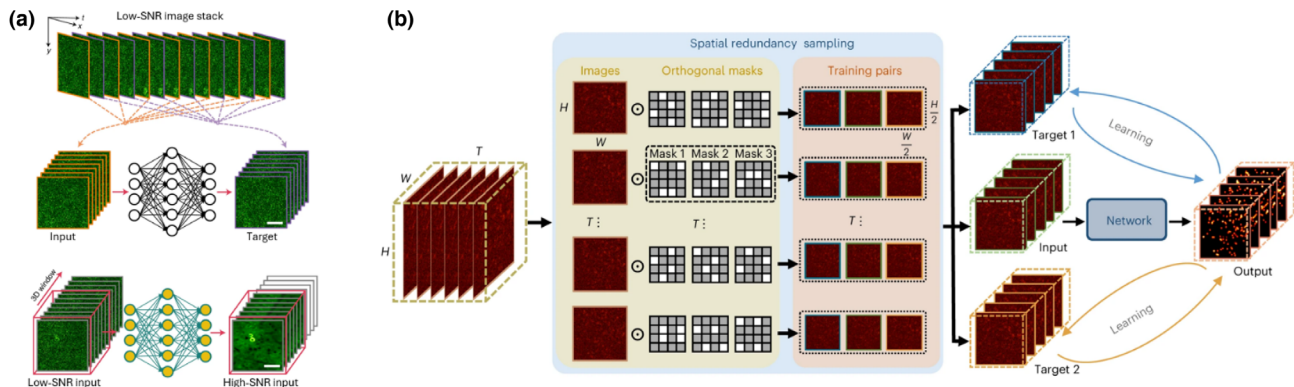 (a)
Low-SNR image stack
t
x
y
Input
Target
3D window
Low-SNR input
High-SNR input
(b)
Spatial redundancy sampling
Images
Orthogonal masks
Training pairs
H
W
H/2
W/2
Mask 1 Mask 2 Mask 3
T
W
H
T⋮
T⋮
T⋮
Target 1
Learning
Input
Network
Output
Learning
Target 2